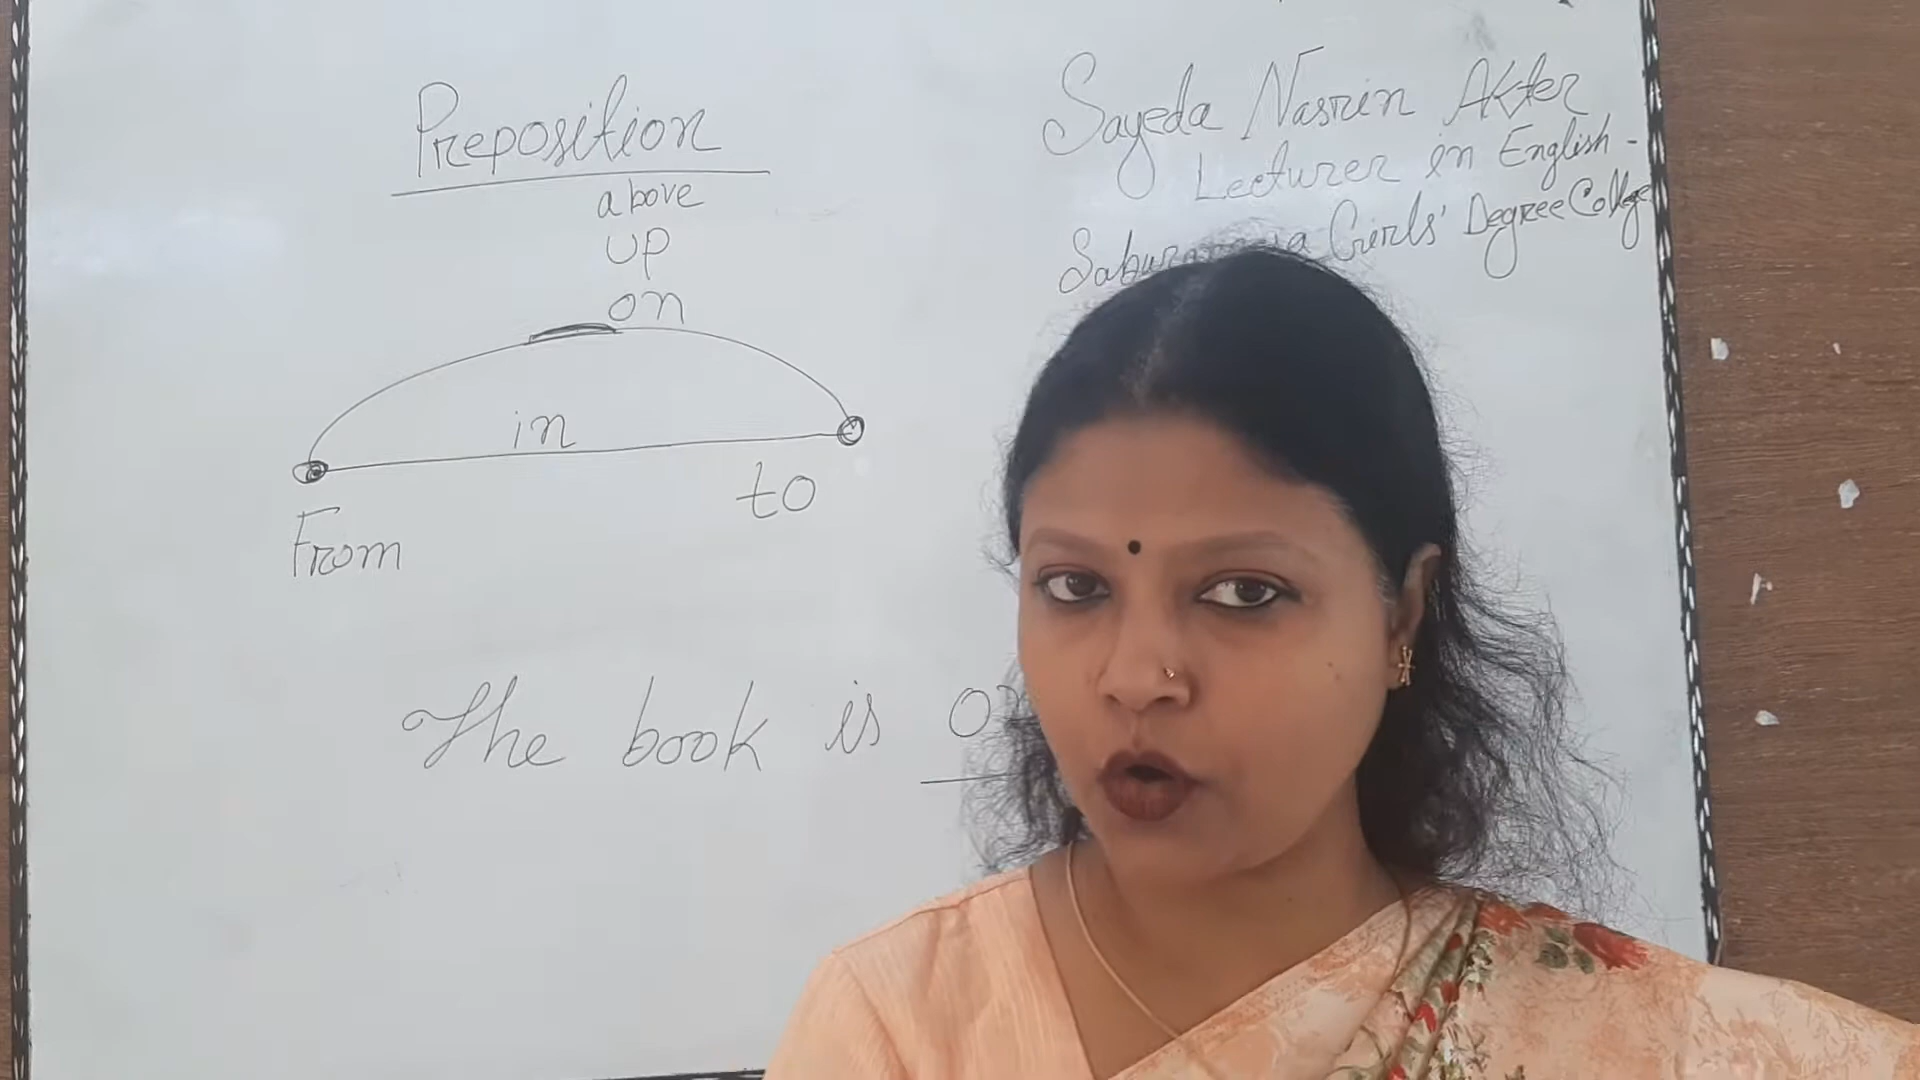 Preposition
above
up
on
in
to
From
The book is on
Sayeda Nasrin Akter
Lecturer in English -
Girls' Degree College